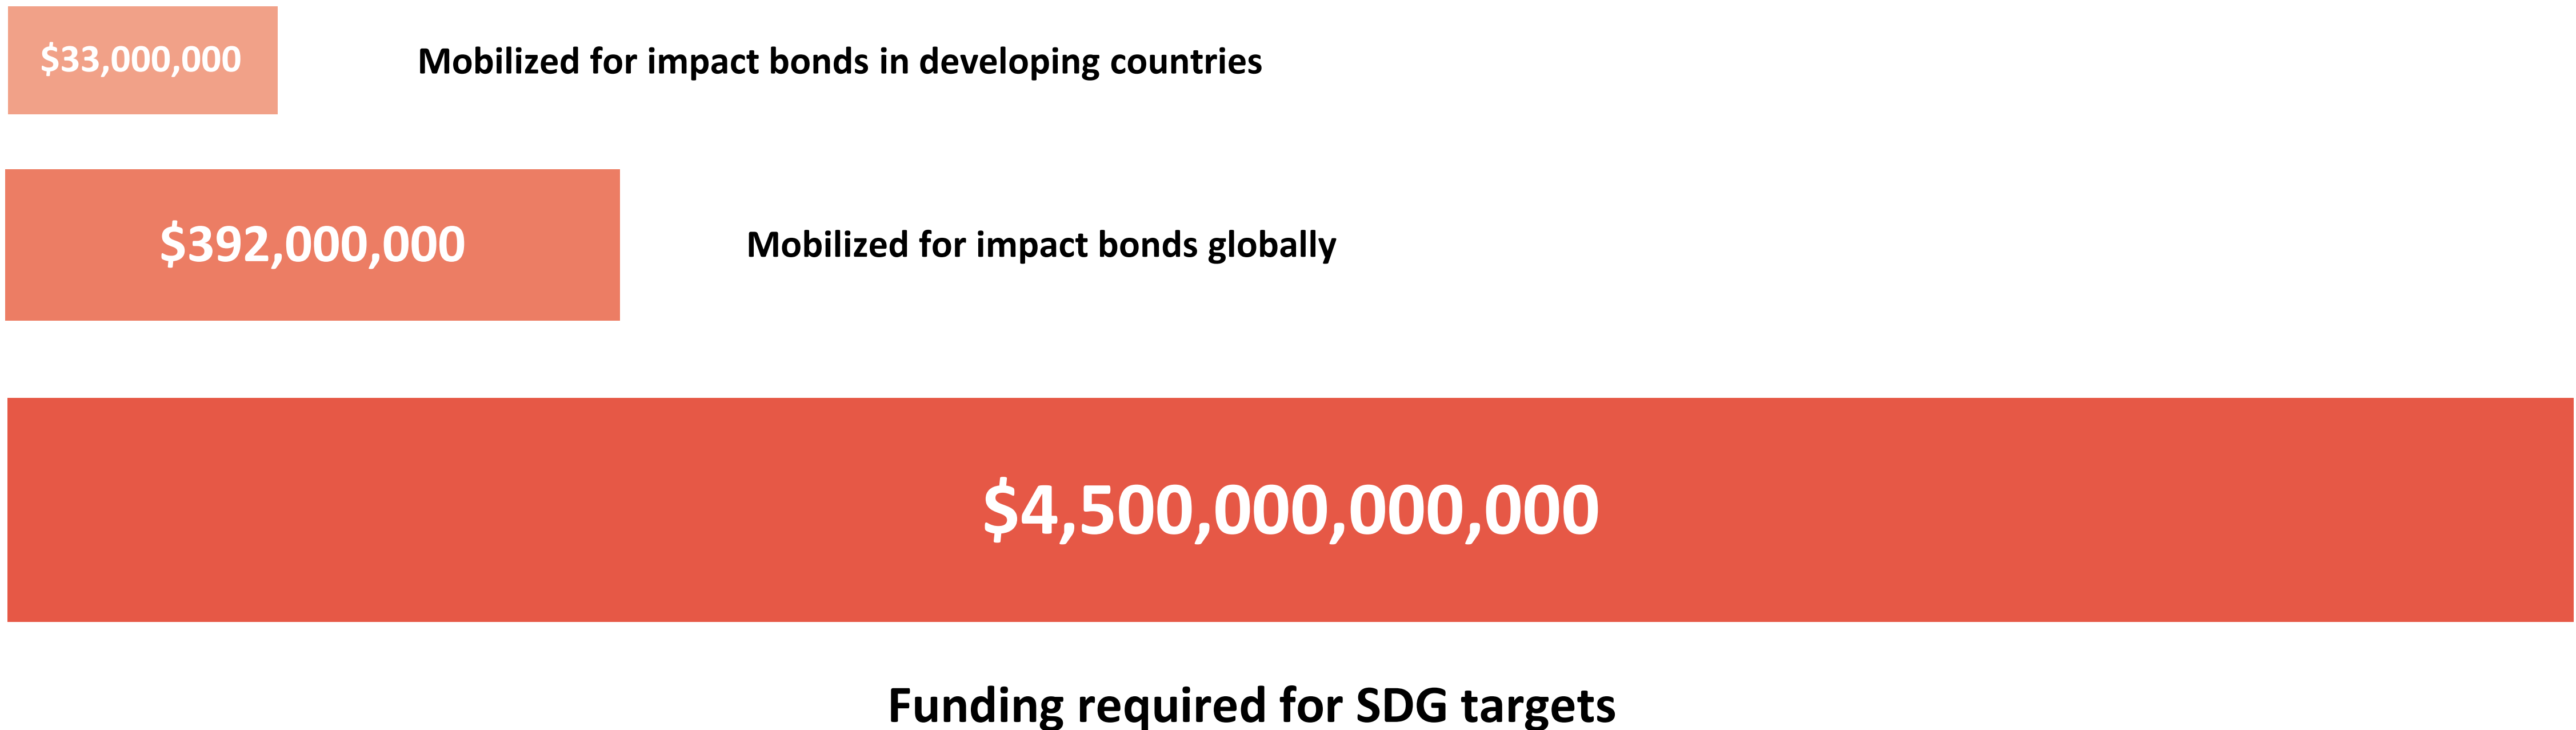 $33,000,000 Mobilized for impact bonds in developing countries
$392,000,000 Mobilized for impact bonds globally
$4,500,000,000,000
Funding required for SDG targets